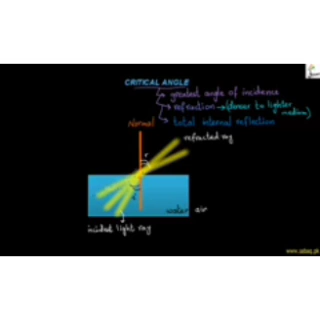 CRITICAL ANGLE
greatest angle of incidence
refraction → (denser to lighter
medium)
Normal
total internal reflection
refracted ray
r
i
water
air
incident light ray
www.sabaq.pk